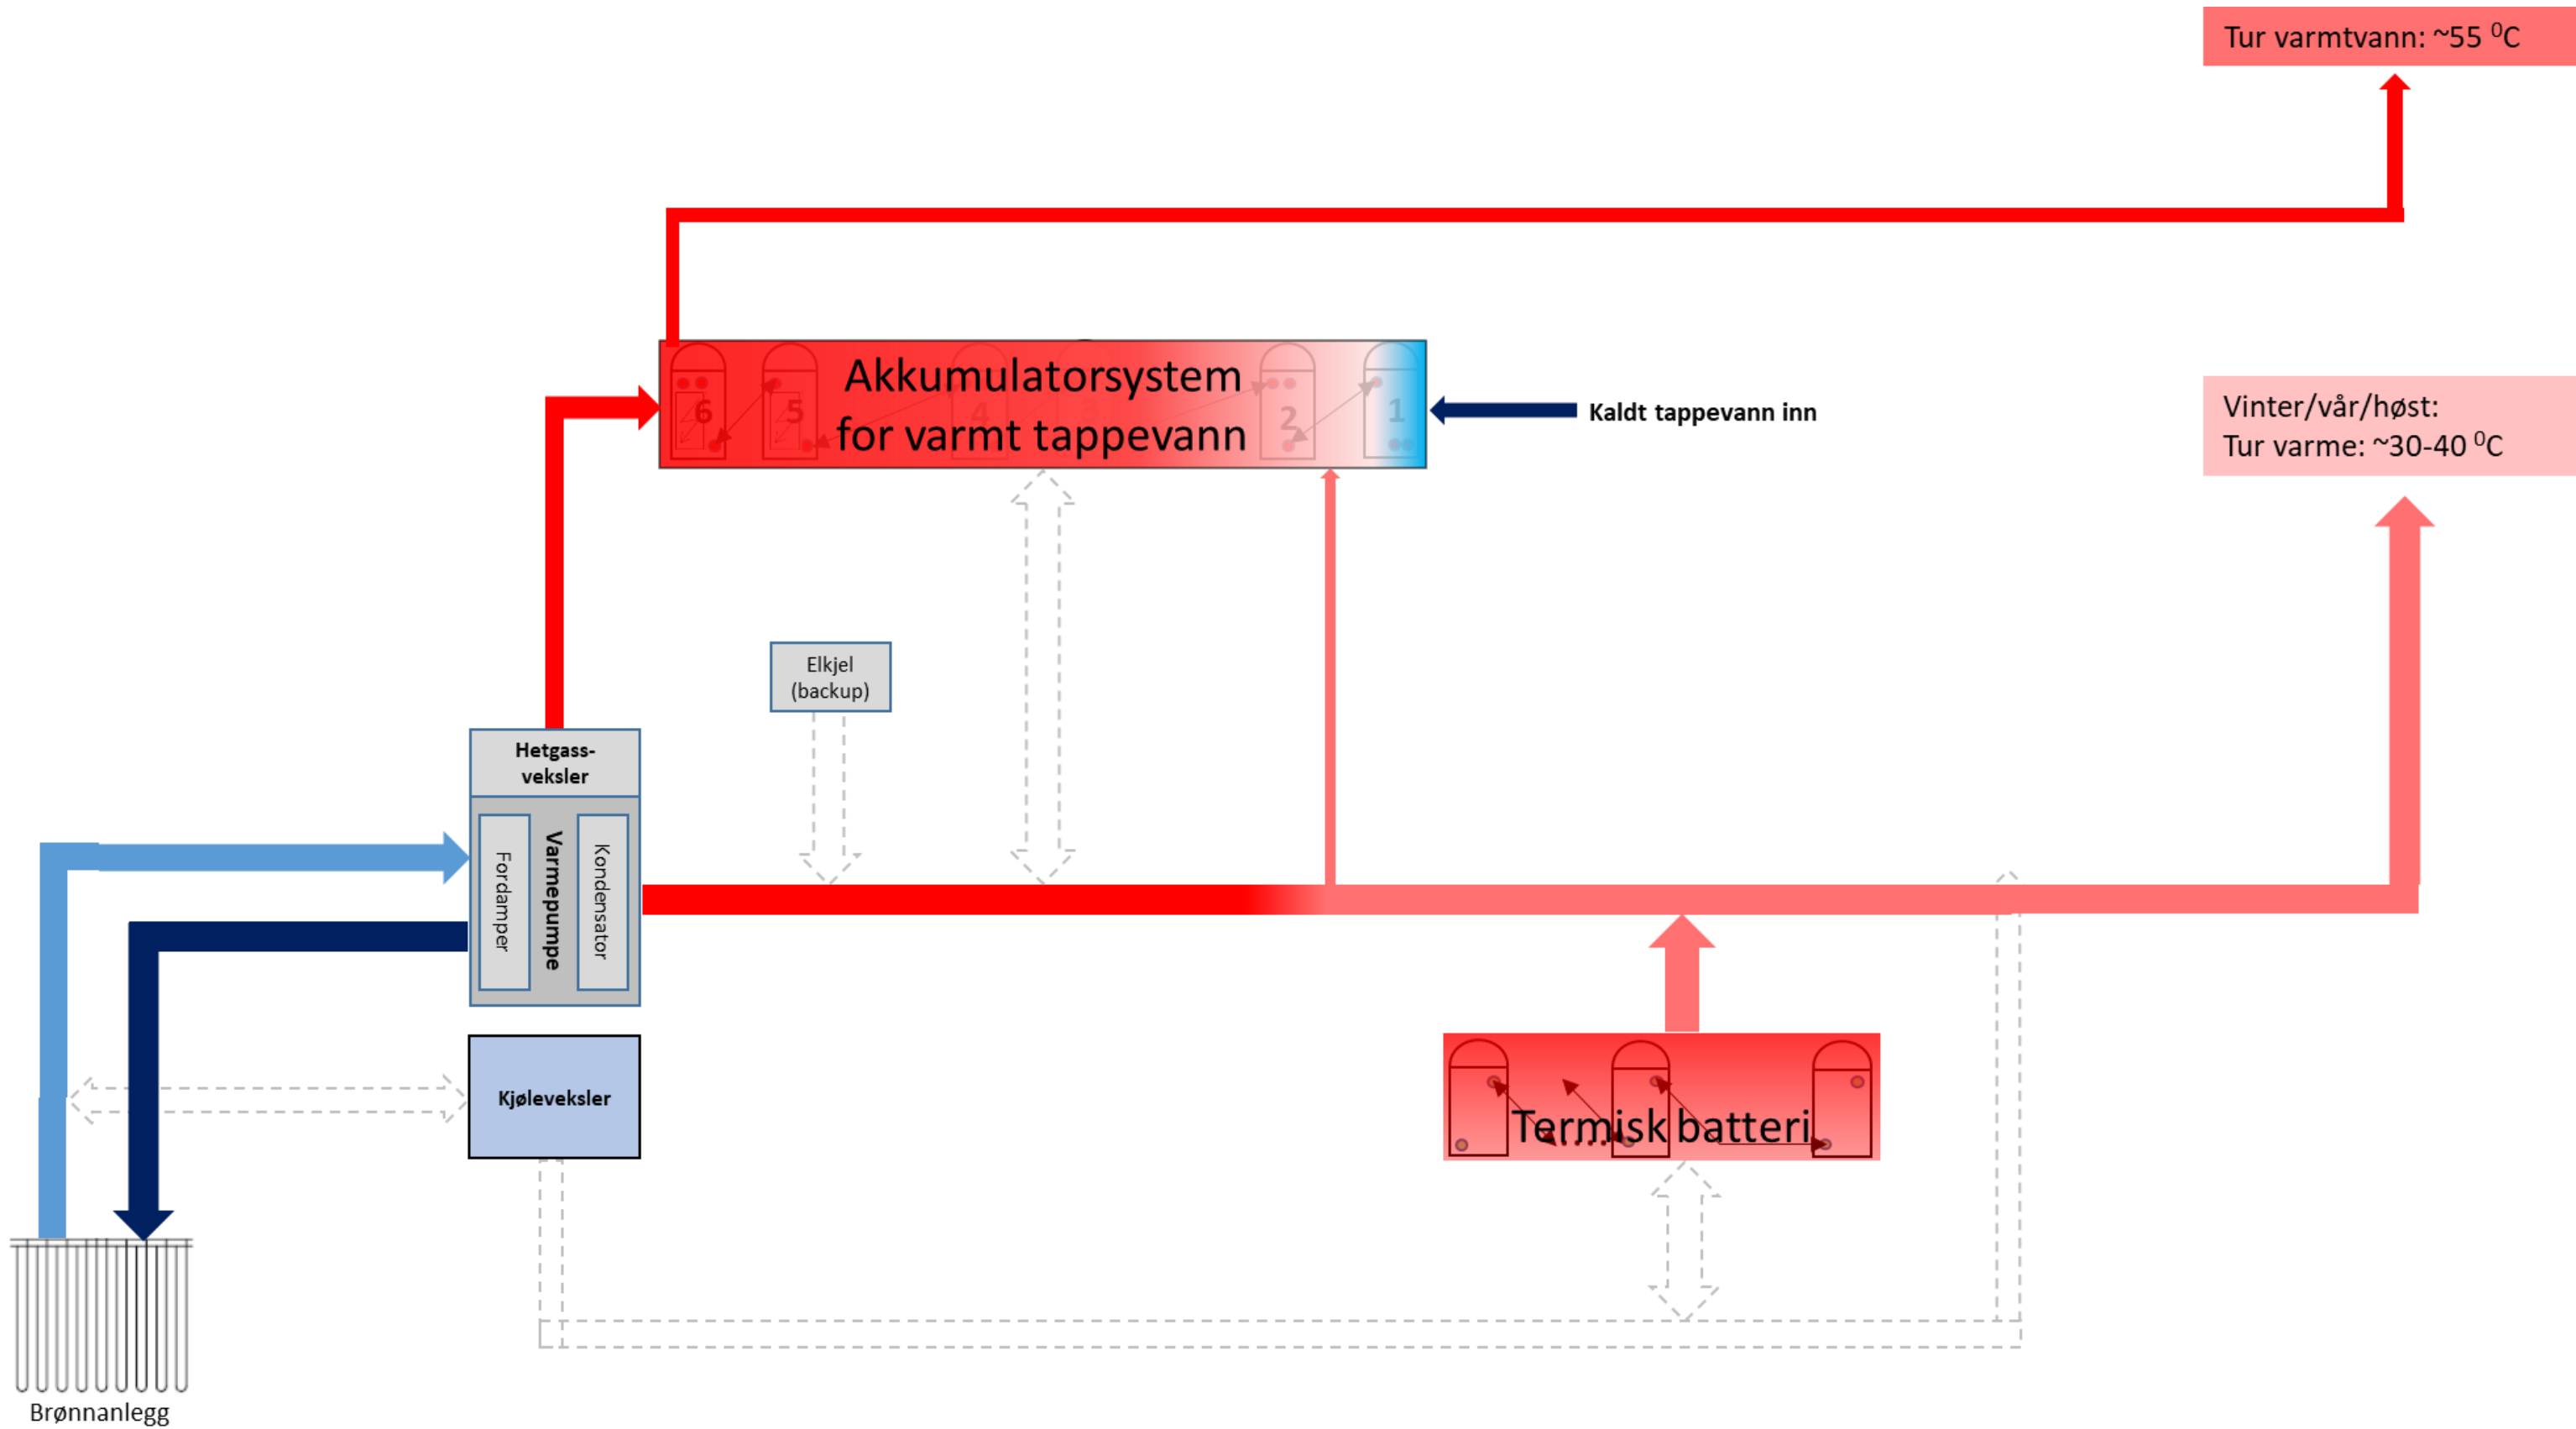 Tur varmtvann: ~55 ⁰C
Akkumulatorsystem
for varmt tappevann
6
5
4
2
1
Kaldt tappevann inn
Vinter/vår/høst:
Tur varme: ~30-40 ⁰C
Elkjel
(backup)
Hetgass-
veksler
Fordamper
Varmepumpe
Kondensator
Kjøleveksler
Termisk batteri
Brønnanlegg